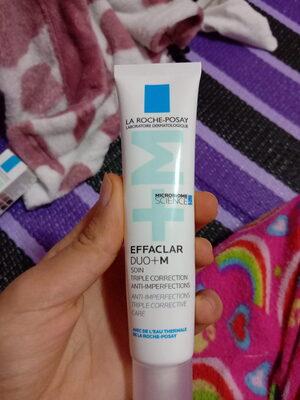 LA ROCHE-POSAY
LABORATOIRE DERMATOLOGIQUE
+M
MICROBIOME
SCIENCE
EFFACLAR
DUO+M
SOIN
TRIPLE CORRECTION
ANTI-IMPERFECTIONS
ANTI-IMPERFECTIONS
TRIPLE CORRECTIVE
CARE
AVEC DE L'EAU THERMALE
DE LA ROCHE-POSAY